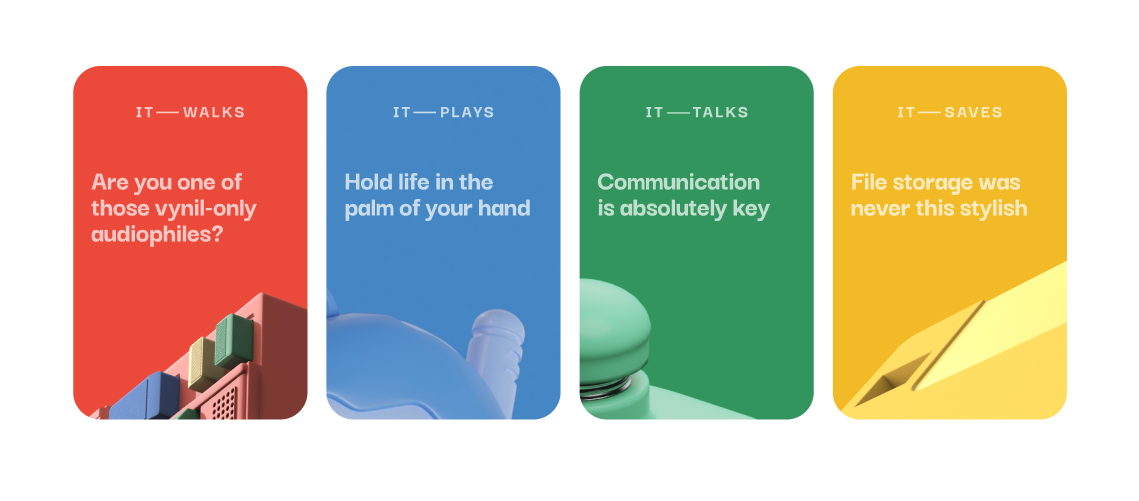 IT—WALKS
Are you one of
those vynil-only
audiophiles?
IT—PLAYS
Hold life in the
palm of your hand
IT—TALKS
Communication
is absolutely key
IT—SAVES
File storage was
never this stylish